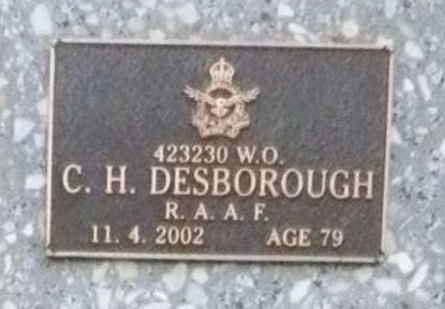 423230 W.O.
C. H. DESBOROUGH
R. A. A. F.
11. 4. 2002 AGE 79